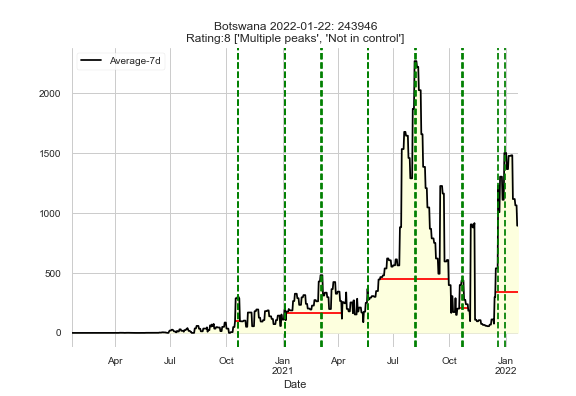 Botswana 2022-01-22: 243946
Rating:8 ['Multiple peaks', 'Not in control']
Average-7d
2000
1500
1000
500
0
Apr Jul Oct Jan Apr Jul Oct Jan
2021 2022
Date